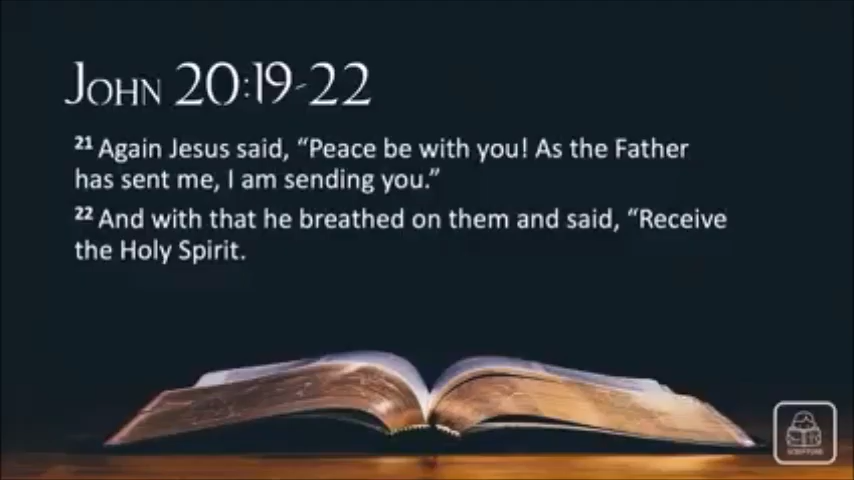 John 20:19-22
21 Again Jesus said, “Peace be with you! As the Father
has sent me, I am sending you.”
22 And with that he breathed on them and said, “Receive
the Holy Spirit.
SCRIPTURE